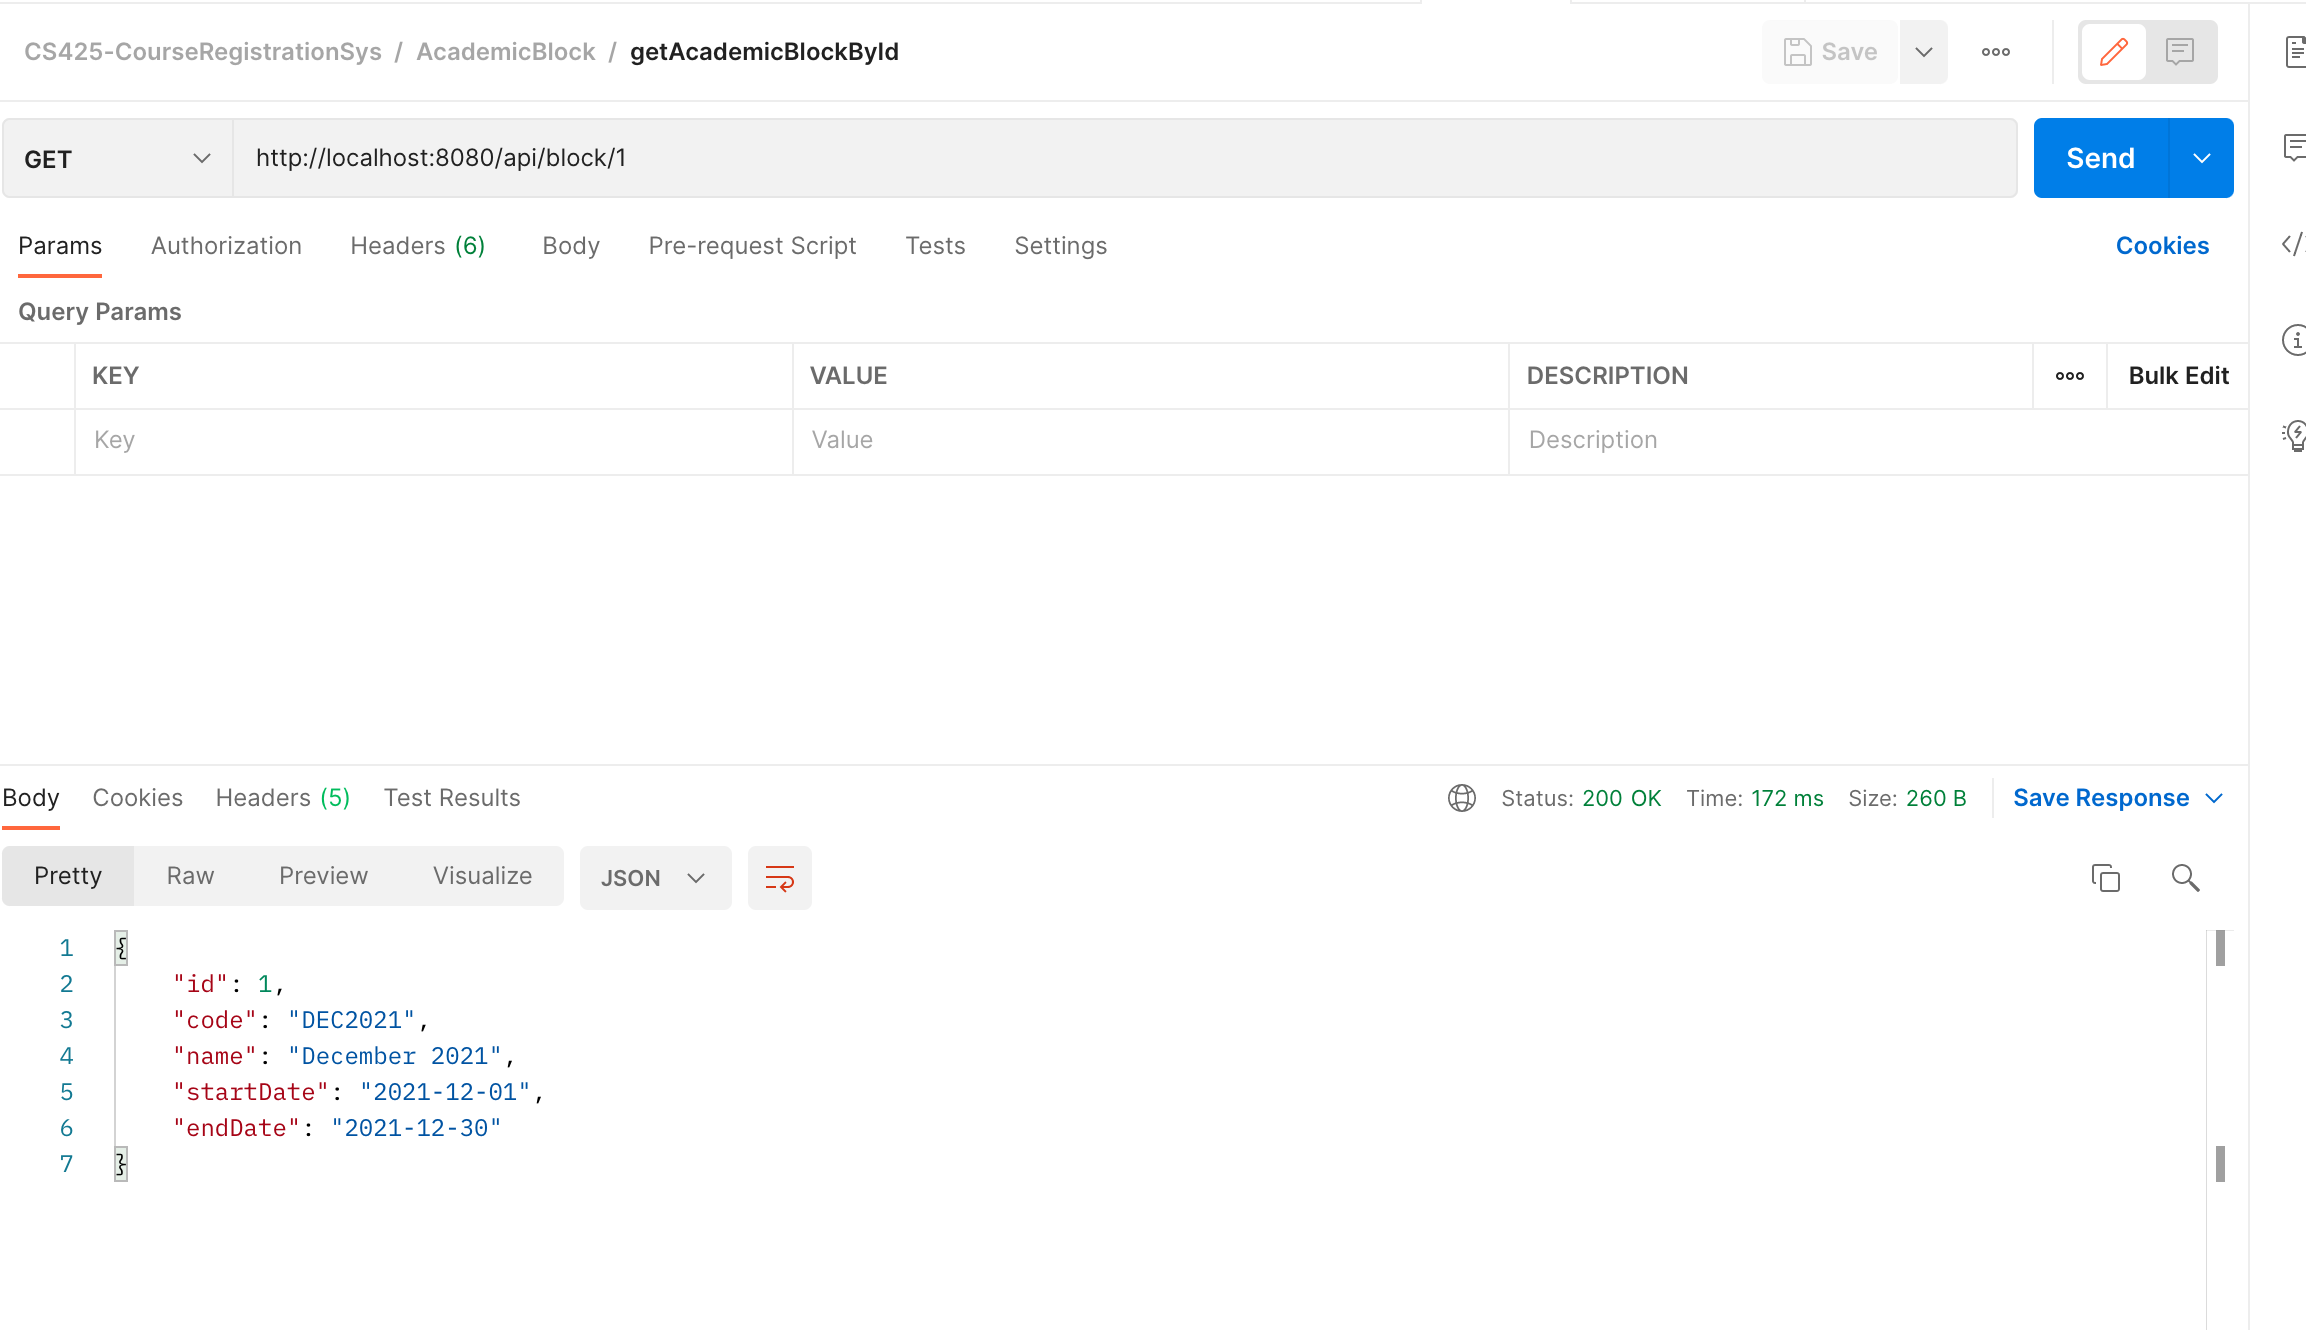 CS425-CourseRegistrationSys / AcademicBlock / getAcademicBlockById
Save
GET
http://localhost:8080/api/block/1
Send
Params Authorization Headers (6) Body Pre-request Script Tests Settings Cookies
Query Params
KEY VALUE DESCRIPTION Bulk Edit
Key Value Description
Body Cookies Headers (5) Test Results Status: 200 OK Time: 172 ms Size: 260 B Save Response
Pretty Raw Preview Visualize JSON
1 {
2 "id": 1,
3 "code": "DEC2021",
4 "name": "December 2021",
5 "startDate": "2021-12-01",
6 "endDate": "2021-12-30"
7 }